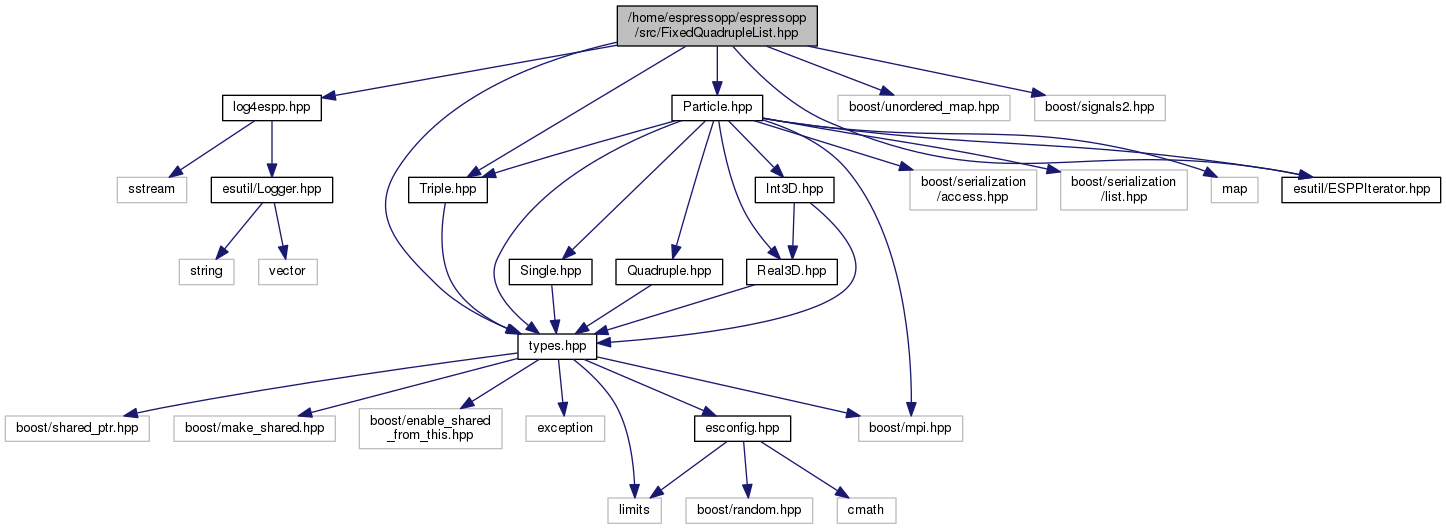 /home/espressopp/espressopp
/src/FixedQuadrupleList.hpp
log4espp.hpp
Particle.hpp
boost/unordered_map.hpp
boost/signals2.hpp
sstream
esutil/Logger.hpp
Triple.hpp
Int3D.hpp
boost/serialization
/access.hpp
boost/serialization
/list.hpp
map
esutil/ESPPIterator.hpp
string
vector
Single.hpp
Quadruple.hpp
Real3D.hpp
types.hpp
boost/shared_ptr.hpp
boost/make_shared.hpp
boost/enable_shared
_from_this.hpp
exception
esconfig.hpp
boost/mpi.hpp
limits
boost/random.hpp
cmath